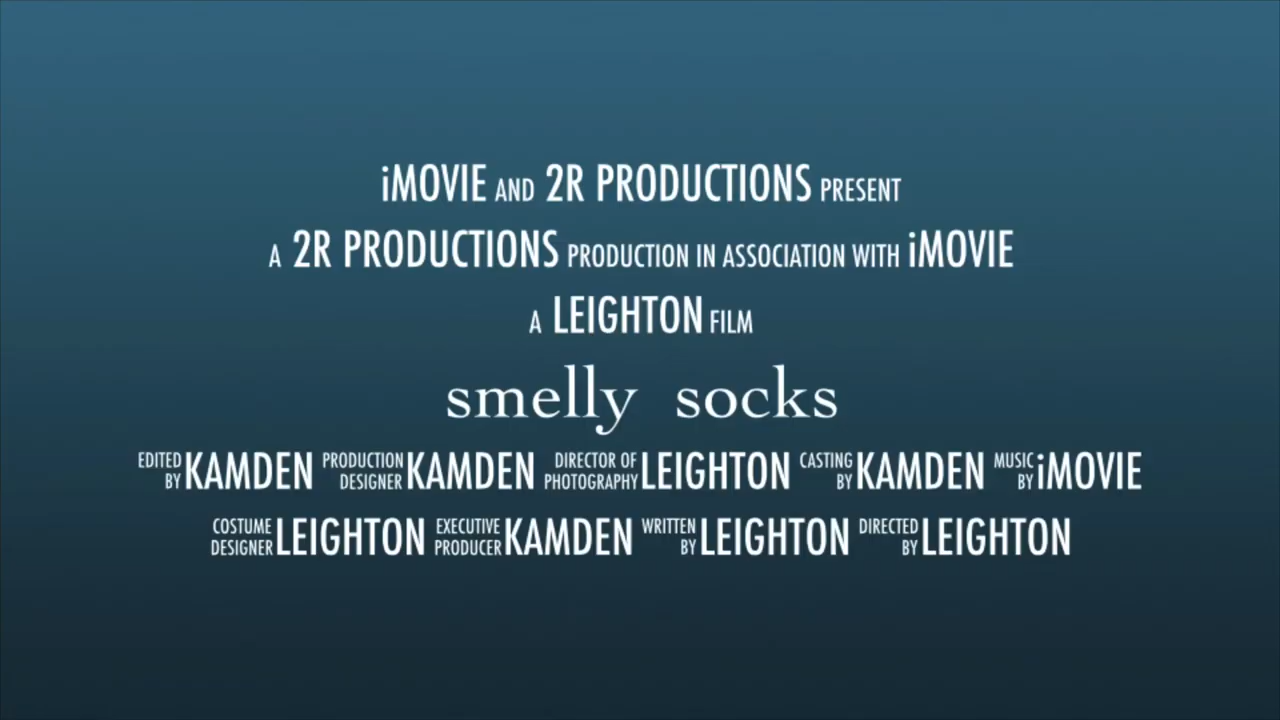 iMOVIE AND 2R PRODUCTIONS PRESENT
A 2R PRODUCTIONS PRODUCTION IN ASSOCIATION WITH iMOVIE
A LEIGHTON FILM
smelly socks
EDITED BY KAMDEN PRODUCTION DESIGNER KAMDEN DIRECTOR OF PHOTOGRAPHY LEIGHTON CASTING BY KAMDEN MUSIC BY iMOVIE
COSTUME DESIGNER LEIGHTON EXECUTIVE PRODUCER KAMDEN WRITTEN BY LEIGHTON DIRECTED BY LEIGHTON